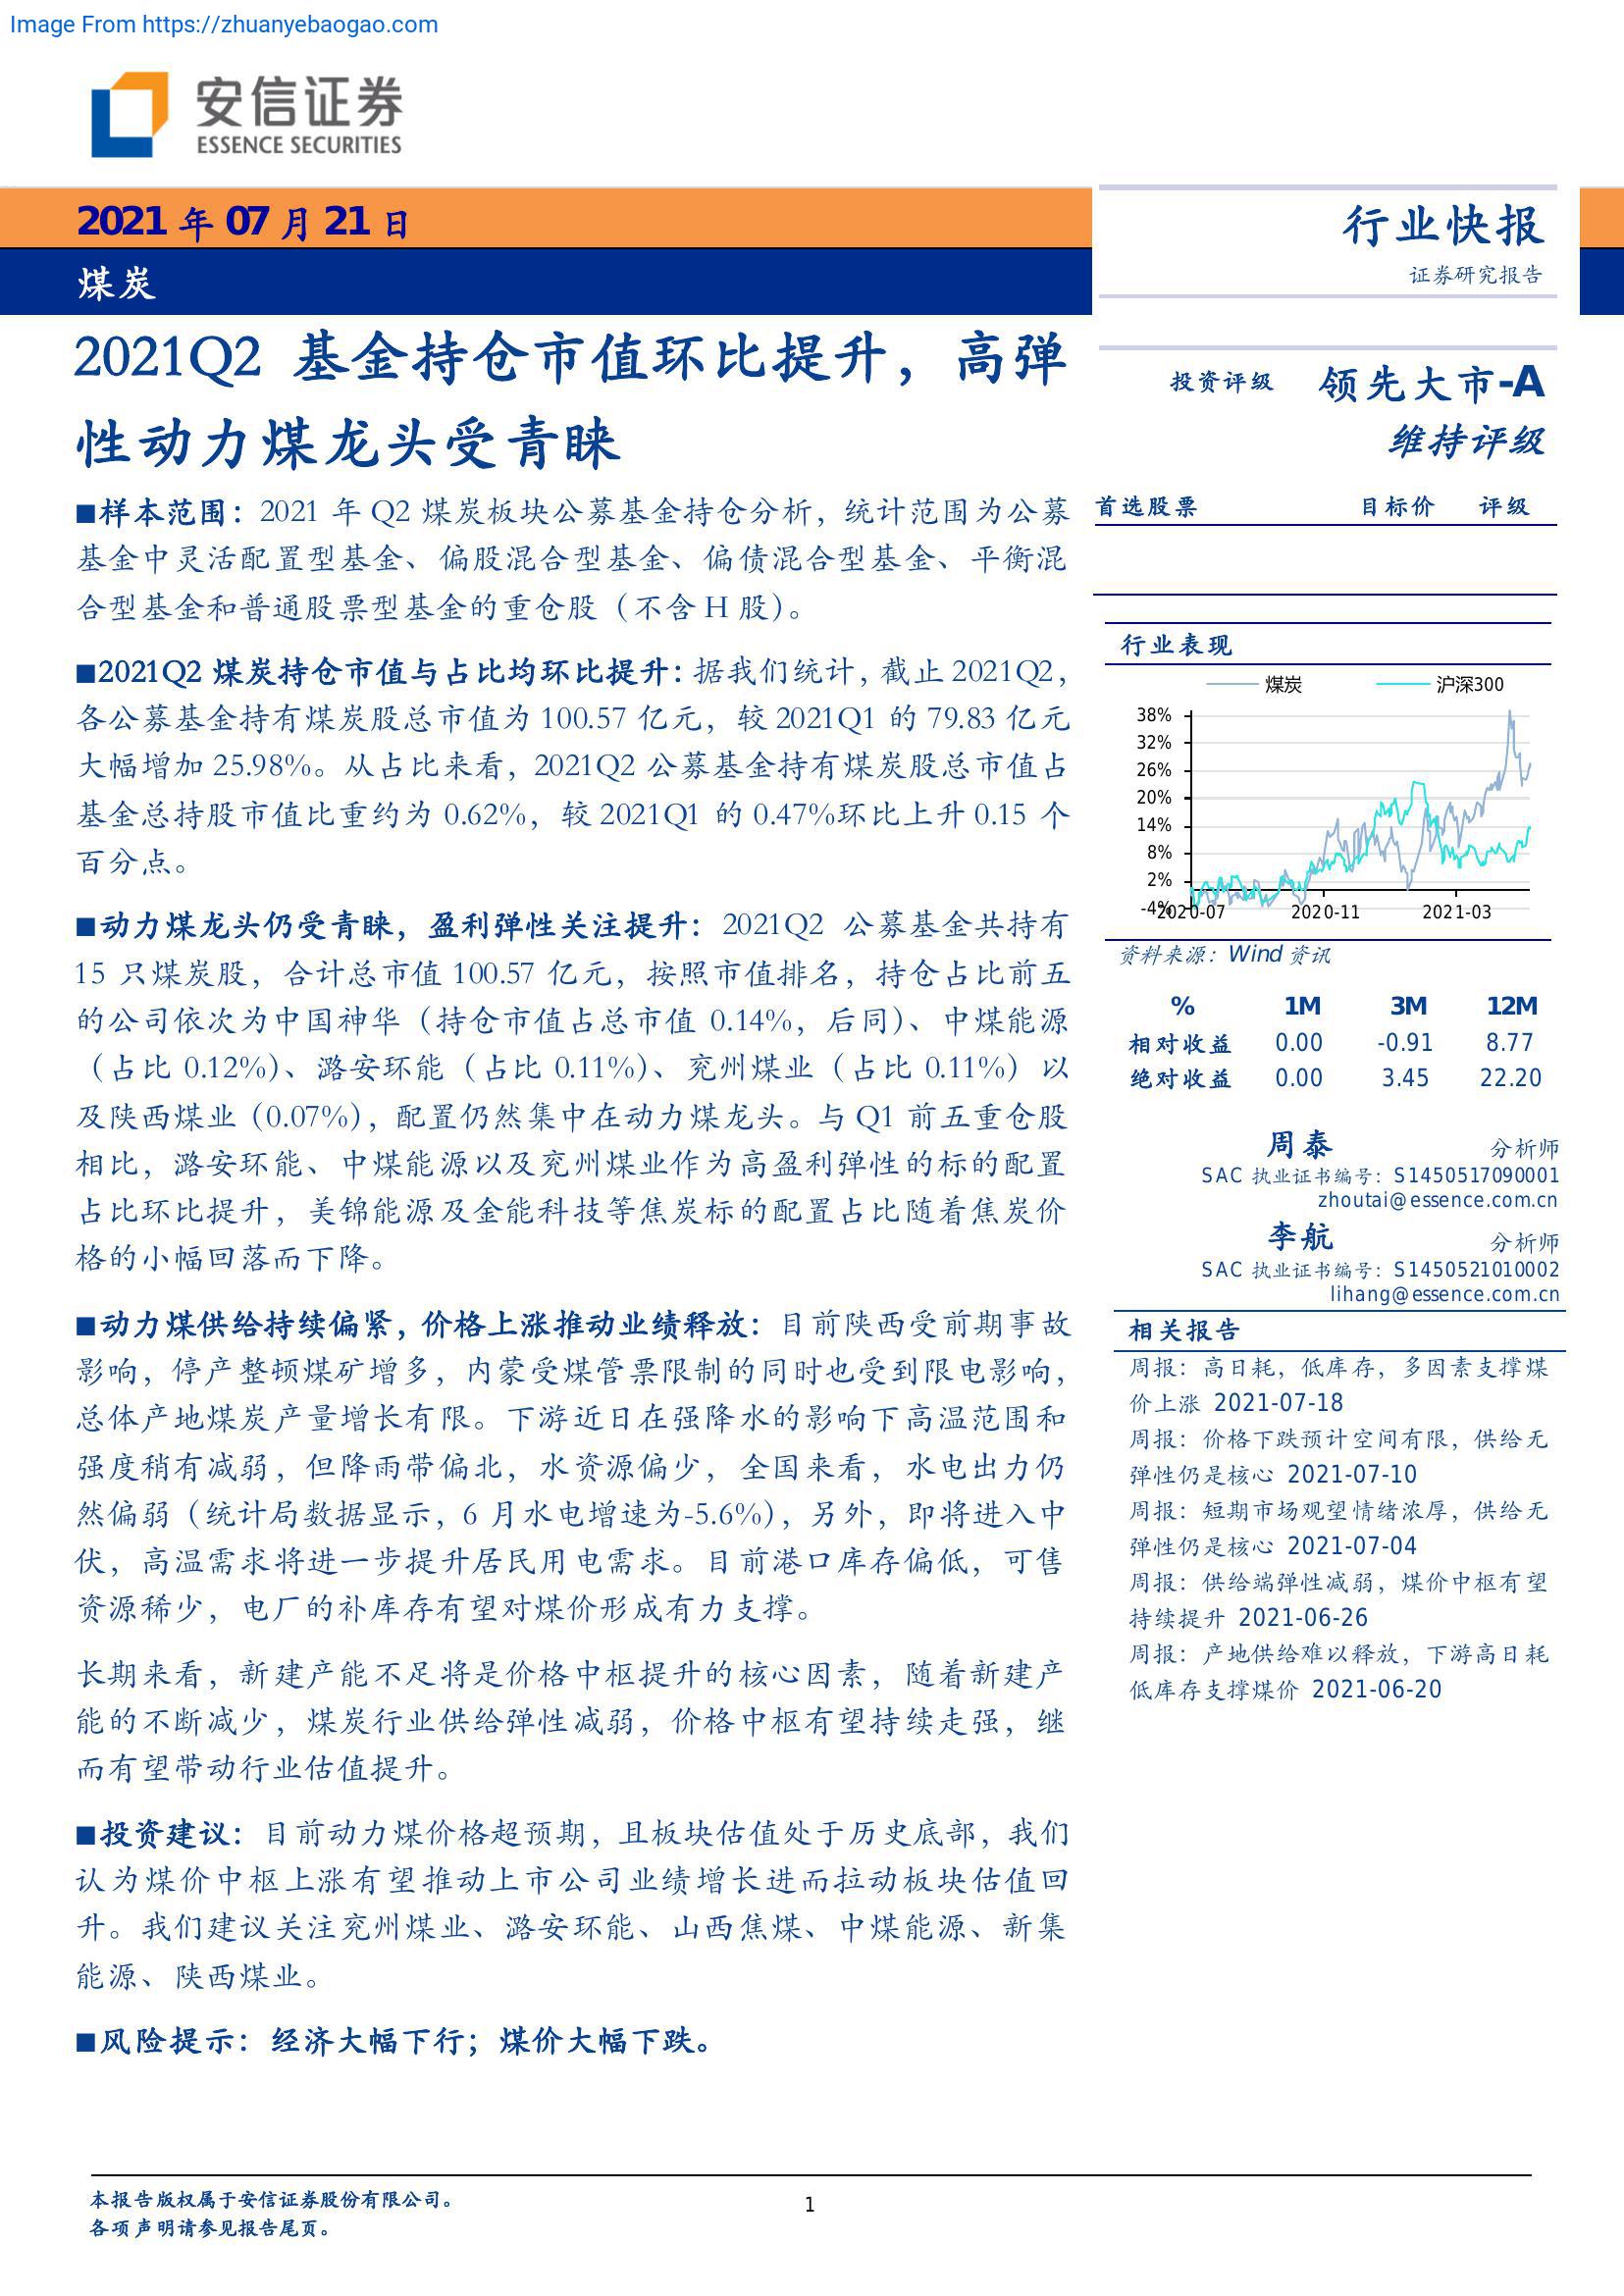 Image From https://zhuanyebaogao.com
安信证券
ESSENCE SECURITIES
2021 年 07 月 21 日
煤炭
行业快报
证券研究报告
2021Q2 基金持仓市值环比提升，高弹
性动力煤龙头受青睐
■样本范围：2021 年 Q2 煤炭板块公募基金持仓分析，统计范围为公募
基金中灵活配置型基金、偏股混合型基金、偏债混合型基金、平衡混
合型基金和普通股票型基金的重仓股（不含 H 股）。
■2021Q2 煤炭持仓市值与占比均环比提升：据我们统计，截止 2021Q2，
各公募基金持有煤炭股总市值为 100.57 亿元，较 2021Q1 的 79.83 亿元
大幅增加 25.98%。从占比来看，2021Q2 公募基金持有煤炭股总市值占
基金总持股市值比重约为 0.62%，较 2021Q1 的 0.47%环比上升 0.15 个
百分点。
■动力煤龙头仍受青睐，盈利弹性关注提升：2021Q2 公募基金共持有
15 只煤炭股，合计总市值 100.57 亿元，按照市值排名，持仓占比前五
的公司依次为中国神华（持仓市值占总市值 0.14%，后同）、中煤能源
（占比 0.12%）、潞安环能（占比 0.11%）、兖州煤业（占比 0.11%）以
及陕西煤业（0.07%），配置仍然集中在动力煤龙头。与 Q1 前五重仓股
相比，潞安环能、中煤能源以及兖州煤业作为高盈利弹性的标的配置
占比环比提升，美锦能源及金能科技等焦炭标的配置占比随着焦炭价
格的小幅回落而下降。
■动力煤供给持续偏紧，价格上涨推动业绩释放：目前陕西受前期事故
影响，停产整顿煤矿增多，内蒙受煤管票限制的同时也受到限电影响，
总体产地煤炭产量增长有限。下游近日在强降水的影响下高温范围和
强度稍有减弱，但降雨带偏北，水资源偏少，全国来看，水电出力仍
然偏弱（统计局数据显示，6 月水电增速为-5.6%），另外，即将进入中
伏，高温需求将进一步提升居民用电需求。目前港口库存偏低，可售
资源稀少，电厂的补库存有望对煤价形成有力支撑。
长期来看，新建产能不足将是价格中枢提升的核心因素，随着新建产
能的不断减少，煤炭行业供给弹性减弱，价格中枢有望持续走强，继
而有望带动行业估值提升。
■投资建议：目前动力煤价格超预期，且板块估值处于历史底部，我们
认为煤价中枢上涨有望推动上市公司业绩增长进而拉动板块估值回
升。我们建议关注兖州煤业、潞安环能、山西焦煤、中煤能源、新集
能源、陕西煤业。
■风险提示：经济大幅下行；煤价大幅下跌。
投资评级 领先大市-A
维持评级
首选股票 目标价 评级
行业表现
煤炭 沪深300
38%
32%
26%
20%
14%
8%
2%
-4%
2020-07 2020-11 2021-03
资料来源：Wind 资讯
% 1M 3M 12M
相对收益 0.00 -0.91 8.77
绝对收益 0.00 3.45 22.20
周泰 分析师
SAC 执业证书编号：S1450517090001
zhoutai@essence.com.cn
李航 分析师
SAC 执业证书编号：S1450521010002
lihang@essence.com.cn
相关报告
周报：高日耗，低库存，多因素支撑煤
价上涨 2021-07-18
周报：价格下跌预计空间有限，供给无
弹性仍是核心 2021-07-10
周报：短期市场观望情绪浓厚，供给无
弹性仍是核心 2021-07-04
周报：供给端弹性减弱，煤价中枢有望
持续提升 2021-06-26
周报：产地供给难以释放，下游高日耗
低库存支撑煤价 2021-06-20
本报告版权属于安信证券股份有限公司。
各项声明请参见报告尾页。
1